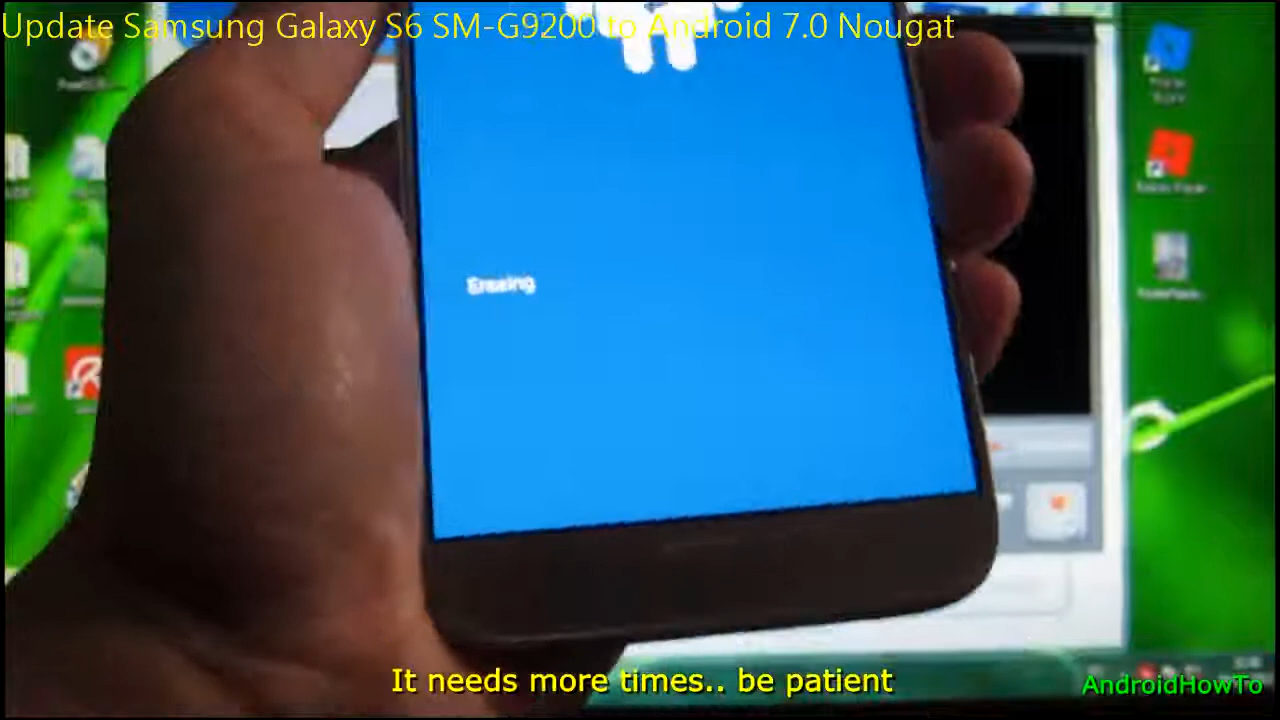 Update Samsung Galaxy S6 SM-G9200 to Android 7.0 Nougat
Erasing
It needs more times.. be patient
AndroidHowTo